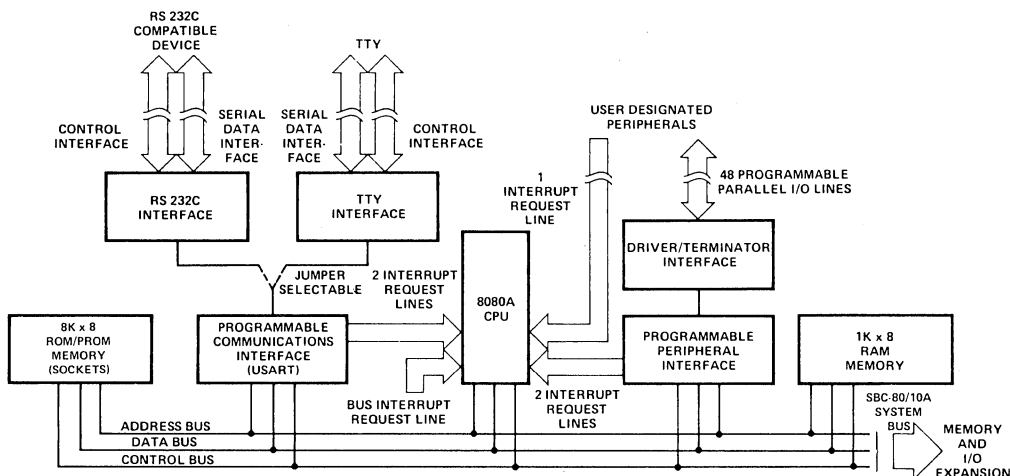 RS 232C
COMPATIBLE
DEVICE
TTY
CONTROL
INTERFACE
SERIAL
DATA
INTER-
FACE
SERIAL
DATA
INTER-
FACE
CONTROL
INTERFACE
USER DESIGNATED
PERIPHERALS
48 PROGRAMMABLE
PARALLEL I/O LINES
1
INTERRUPT
REQUEST
LINE
RS 232C
INTERFACE
TTY
INTERFACE
DRIVER/TERMINATOR
INTERFACE
JUMPER
SELECTABLE
2 INTERRUPT
REQUEST
LINES
8080A
CPU
8K x 8
ROM/PROM
MEMORY
(SOCKETS)
PROGRAMMABLE
COMMUNICATIONS
INTERFACE
(USART)
PROGRAMMABLE
PERIPHERAL
INTERFACE
1K x 8
RAM
MEMORY
BUS INTERRUPT
REQUEST LINE
2 INTERRUPT
REQUEST
LINES
SBC-80/10A
SYSTEM
BUS
ADDRESS BUS
DATA BUS
CONTROL BUS
MEMORY
AND
I/O
EXPANSION